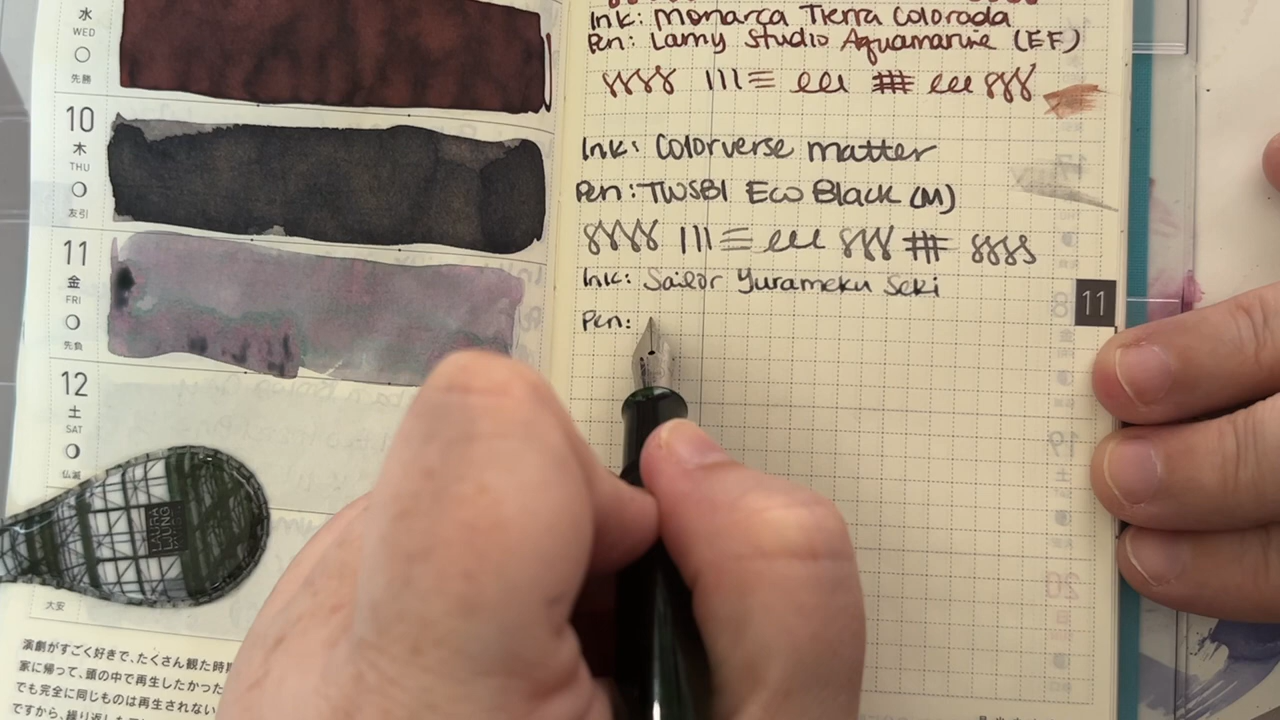 水
WED
先勝
10
木
THU
友引
11
金
FRI
先負
12
土
SAT
仏滅
大安
演劇がすごく好きで、たくさん観た時期
家に帰って、頭の中で再生したかった
でも完全に同じものは再生されない
ですから、繰り返し
Ink: Monarca Tierra Colorada
Pen: Lamy Studio Aquamarine (EF)
Ink: Colorverse matter
Pen: TWSBI Eco Black (M)
Ink: Sailor Yurameku Seki
Pen:
11